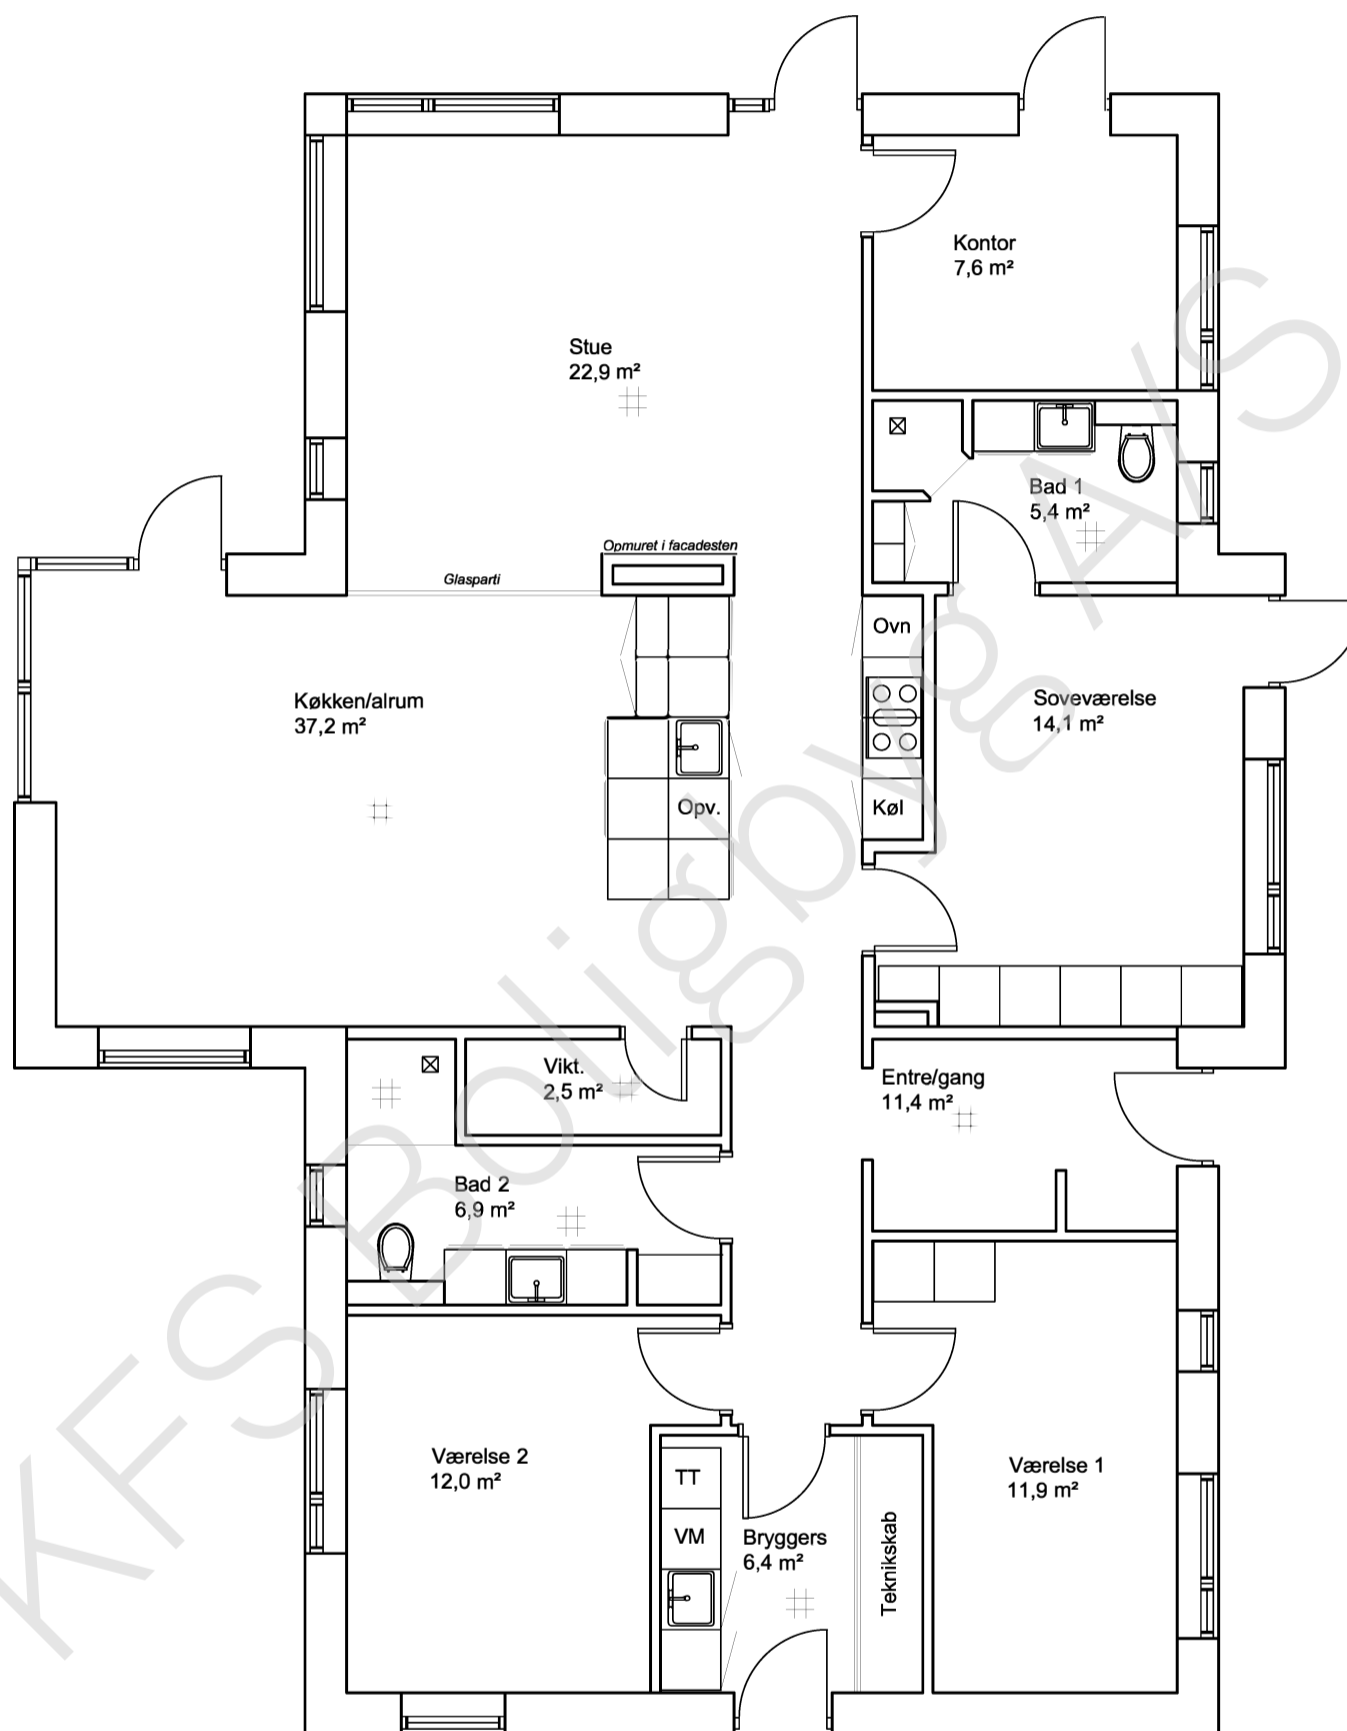 Kontor
7,6 m²
Stue
22,9 m²
Bad 1
5,4 m²
Opmuret i facadesten
Glasparti
Ovn
Køkken/alrum
37,2 m²
Soveværelse
14,1 m²
Opv.
Køl
Vikt.
2,5 m²
Entre/gang
11,4 m²
Bad 2
6,9 m²
Værelse 2
12,0 m²
Værelse 1
11,9 m²
TT
VM
Bryggers
6,4 m²
Teknikskab
KFS Boligbyg A/S